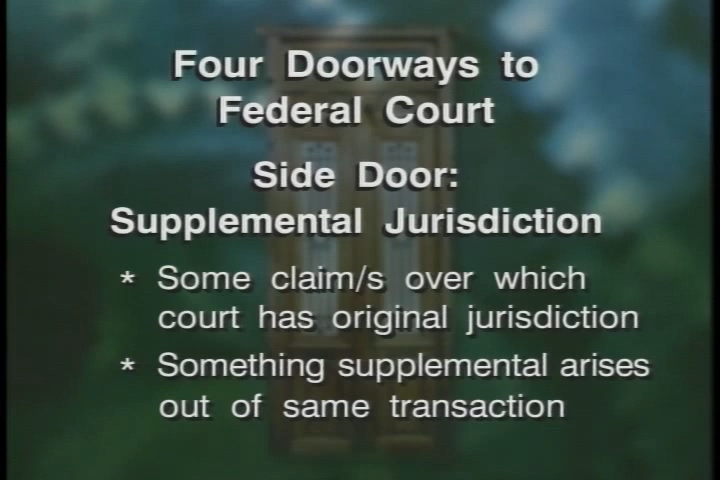 Four Doorways to
Federal Court
Side Door:
Supplemental Jurisdiction
* Some claim/s over which
court has original jurisdiction
* Something supplemental arises
out of same transaction